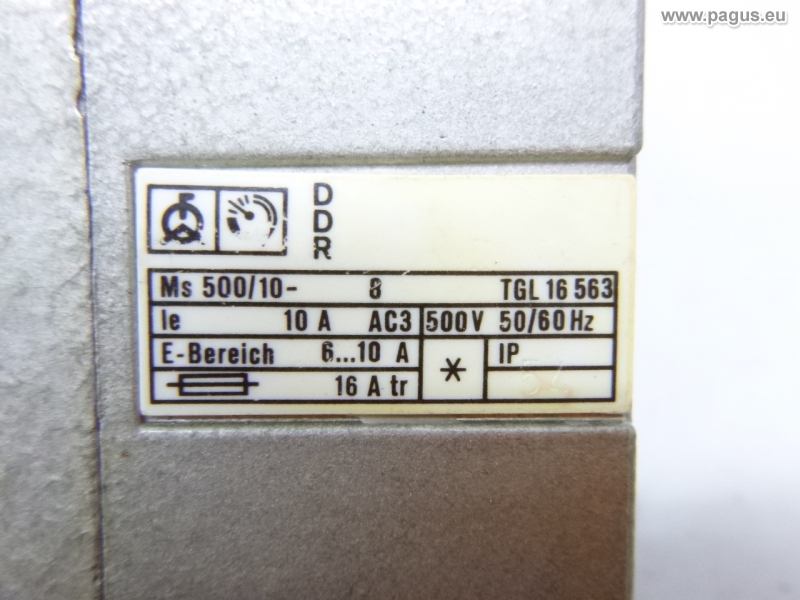 www.pagus.eu
D
D
R
Ms 500/10- 8 TGL 16 563
Ie 10 A AC3 500V 50/60 Hz
E-Bereich 6...10 A * IP
16 A tr 54